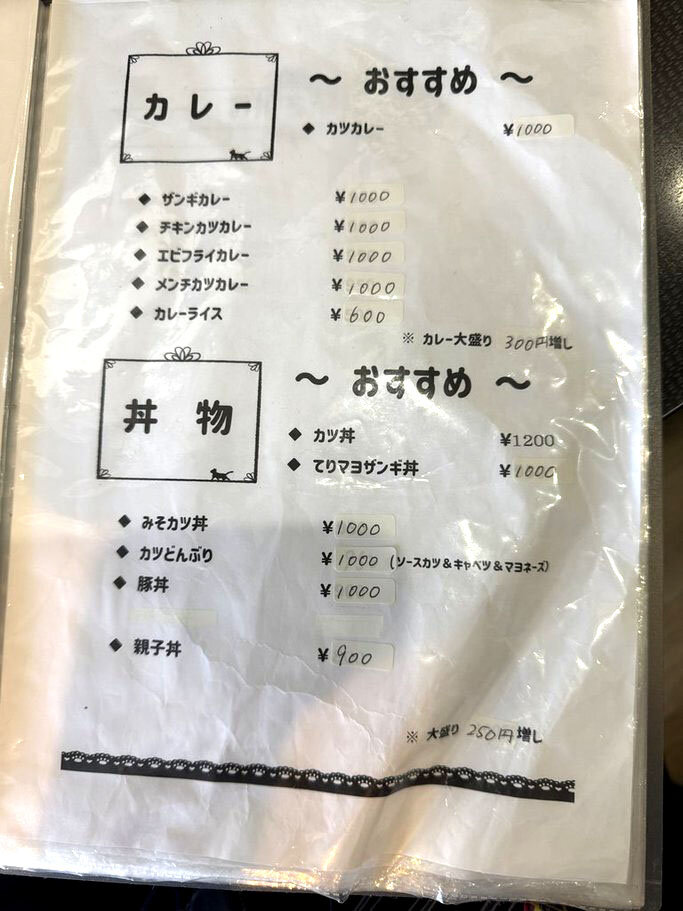 カレー
～ おすすめ ～
◆ カツカレー ¥1000
◆ ザンギカレー ¥1000
◆ チキンカツカレー ¥1000
◆ エビフライカレー ¥1000
◆ メンチカツカレー ¥1000
◆ カレーライス ¥600
※ カレー大盛り 300円増し
丼 物
～ おすすめ ～
◆ カツ丼 ¥1200
◆ てりマヨザンギ丼 ¥1000
◆ みそカツ丼 ¥1000
◆ カツどんぶり ¥1000 (ソースカツ&キャベツ&マヨネーズ)
◆ 豚丼 ¥1000
◆ 親子丼 ¥900
※ 大盛り 250円増し